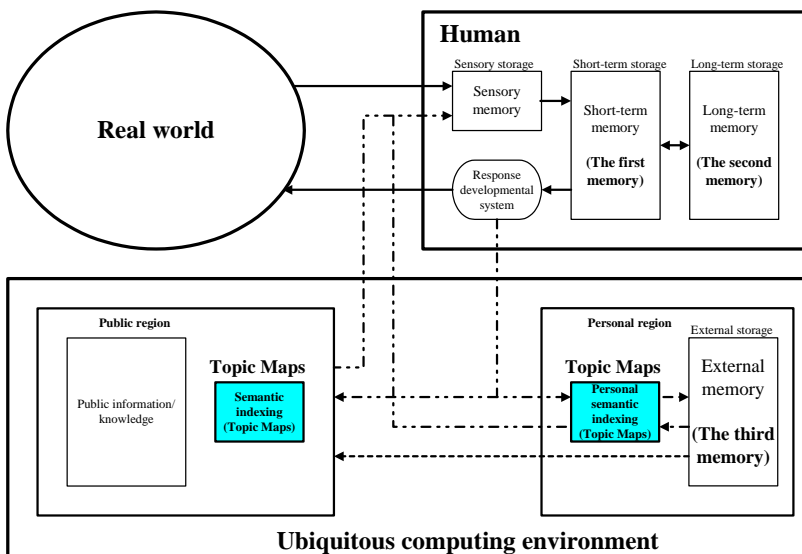 Human
Sensory storage
Short-term storage
Long-term storage
Real world
Sensory
memory
Short-term
memory
(The first
memory)
Long-term
memory
(The second
memory)
Response
developmental
system
Public region
Public information/
knowledge
Topic Maps
Semantic
indexing
(Topic Maps)
Personal region
Topic Maps
Personal
semantic
indexing
(Topic Maps)
External storage
External
memory
(The third
memory)
Ubiquitous computing environment